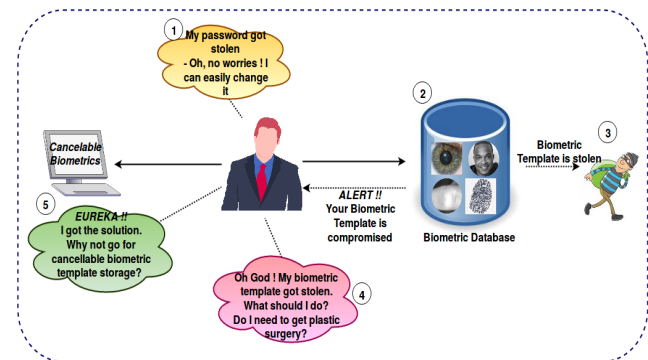 1
My password got
stolen
- Oh, no worries ! I
can easily change
it
2
3
Biometric
Template is stolen
Cancelable
Biometrics
ALERT !!
Your Biometric
Template is
compromised
Biometric Database
5
EUREKA !!
I got the solution.
Why not go for
cancellable biometric
template storage?
4
Oh God ! My biometric
template got stolen.
What should I do?
Do I need to get plastic
surgery?